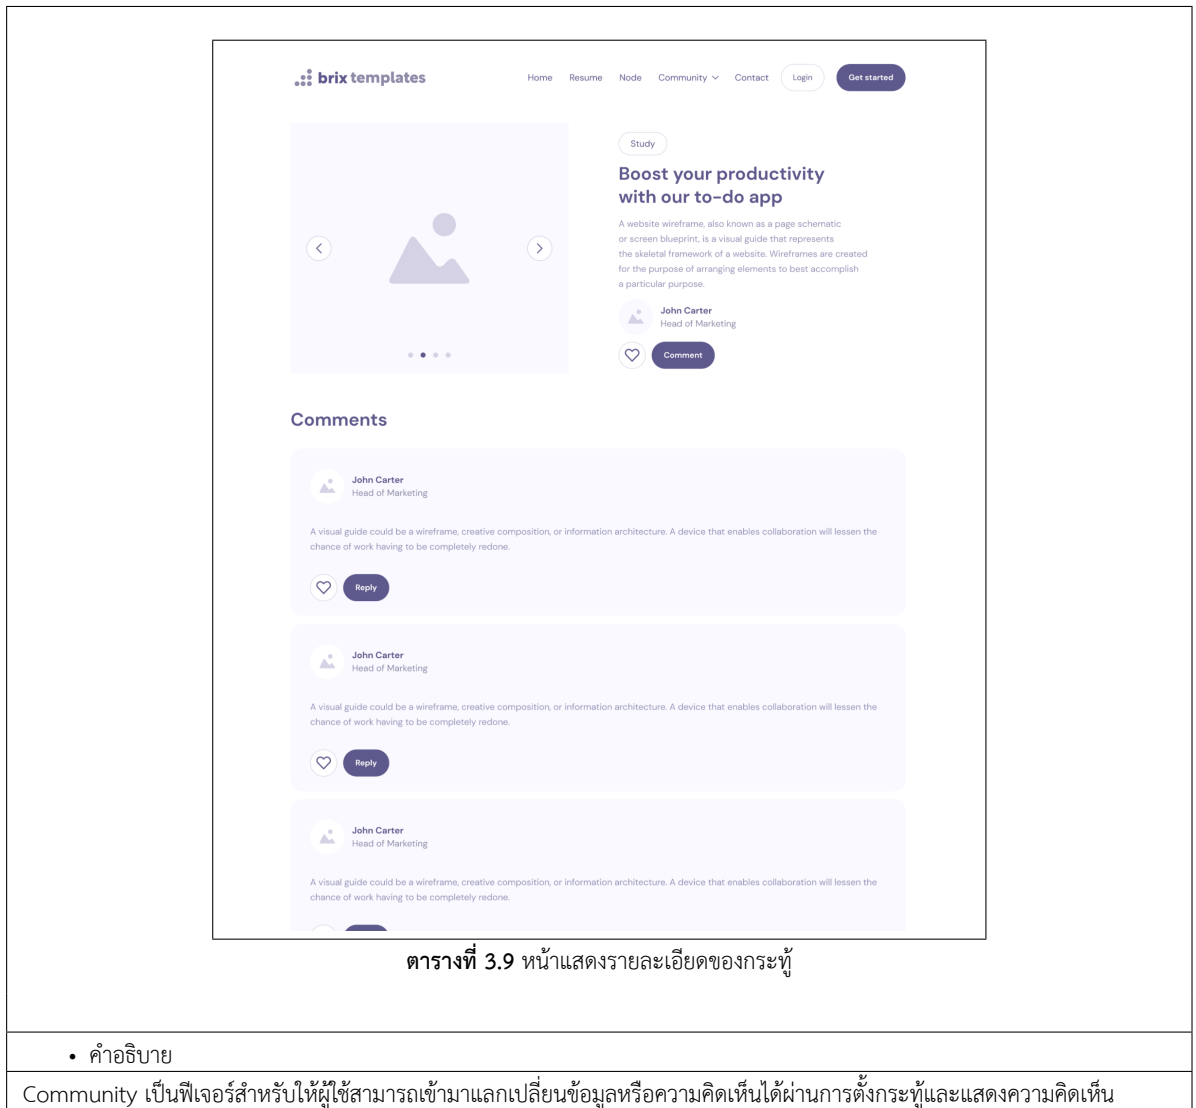 brix templates
Home Resume Node Community Contact Login Get started
Study
Boost your productivity
with our to-do app
A website wireframe, also known as a page schematic
or screen blueprint, is a visual guide that represents
the skeletal framework of a website. Wireframes are created
for the purpose of arranging elements to best accomplish
a particular purpose.
John Carter
Head of Marketing
Comment
Comments
John Carter
Head of Marketing
A visual guide could be a wireframe, creative composition, or information architecture. A device that enables collaboration will lessen the
chance of work having to be completely redone.
Reply
John Carter
Head of Marketing
A visual guide could be a wireframe, creative composition, or information architecture. A device that enables collaboration will lessen the
chance of work having to be completely redone.
Reply
John Carter
Head of Marketing
A visual guide could be a wireframe, creative composition, or information architecture. A device that enables collaboration will lessen the
chance of work having to be completely redone.
ตารางที่ 3.9 หน้าแสดงรายละเอียดของกระทู้
• คำอธิบาย
Community เป็นฟีเจอร์สำหรับให้ผู้ใช้สามารถเข้ามาแลกเปลี่ยนข้อมูลหรือความคิดเห็นได้ผ่านการตั้งกระทู้และแสดงความคิดเห็น